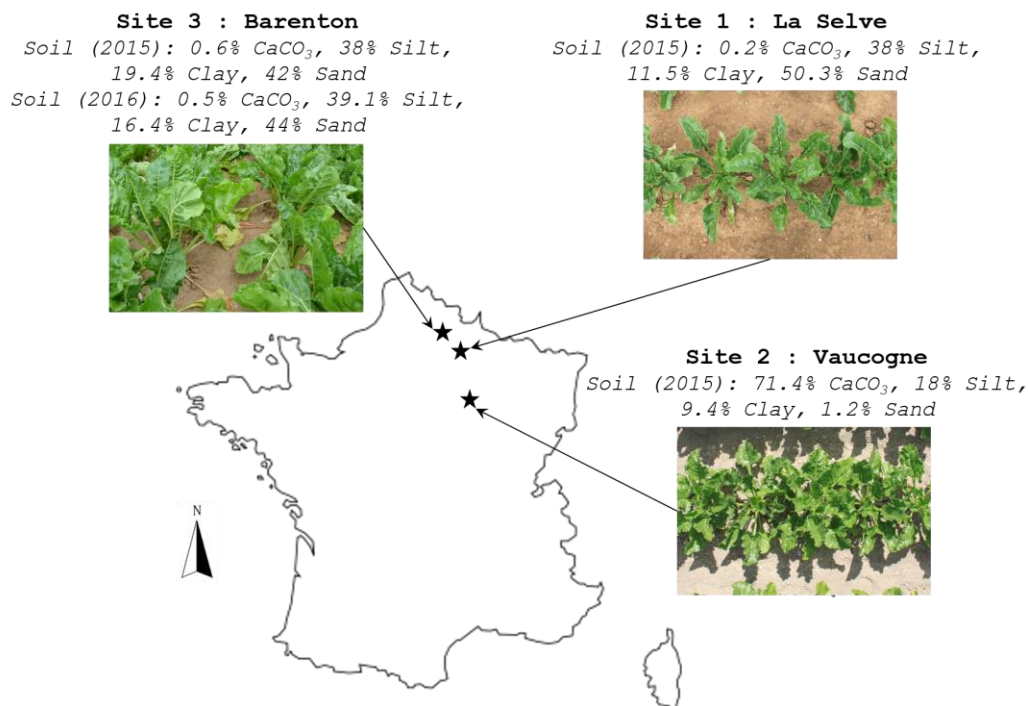 Site 3 : Barenton
Soil (2015): 0.6% CaCO₃, 38% Silt,
19.4% Clay, 42% Sand
Soil (2016): 0.5% CaCO₃, 39.1% Silt,
16.4% Clay, 44% Sand
Site 1 : La Selve
Soil (2015): 0.2% CaCO₃, 38% Silt,
11.5% Clay, 50.3% Sand
Site 2 : Vaucogne
Soil (2015): 71.4% CaCO₃, 18% Silt,
9.4% Clay, 1.2% Sand
N